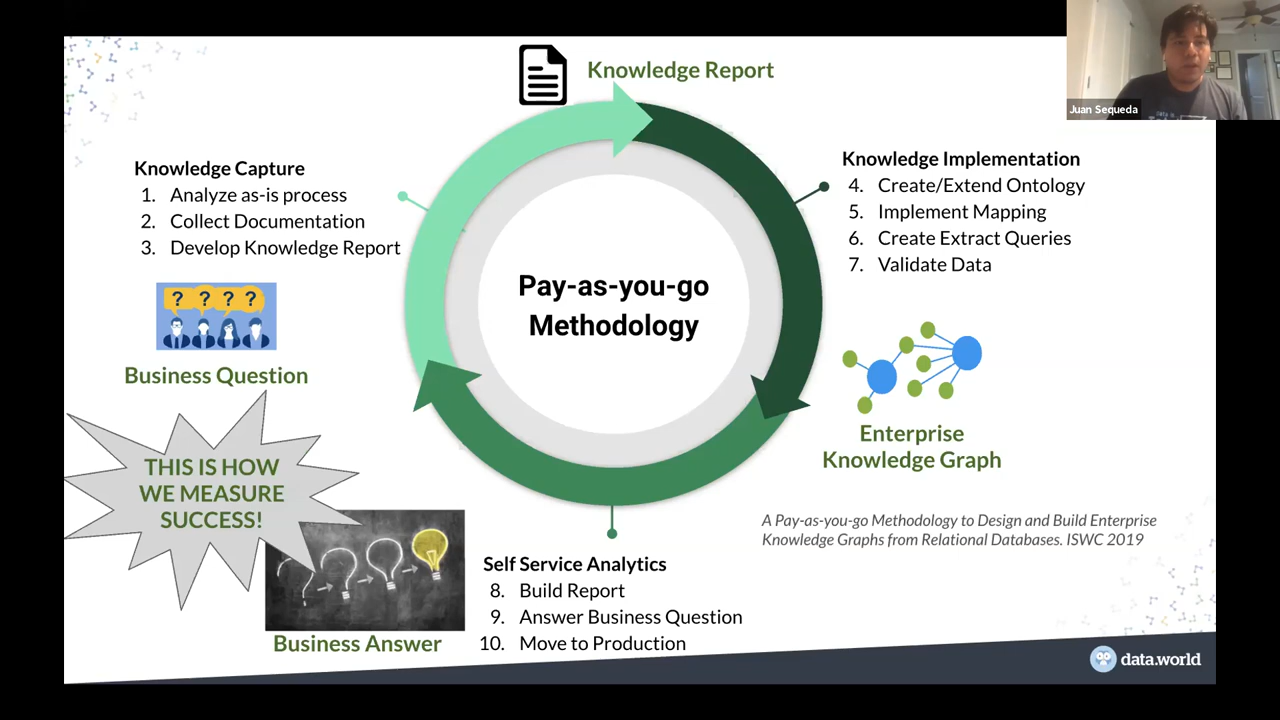 Knowledge Report
Juan Sequeda
Knowledge Capture
1. Analyze as-is process
2. Collect Documentation
3. Develop Knowledge Report
Knowledge Implementation
4. Create/Extend Ontology
5. Implement Mapping
6. Create Extract Queries
7. Validate Data
Pay-as-you-go
Methodology
? ? ? ?
Business Question
THIS IS HOW
WE MEASURE
SUCCESS!
Enterprise
Knowledge Graph
A Pay-as-you-go Methodology to Design and Build Enterprise
Knowledge Graphs from Relational Databases. ISWC 2019
Business Answer
Self Service Analytics
8. Build Report
9. Answer Business Question
10. Move to Production
data.world